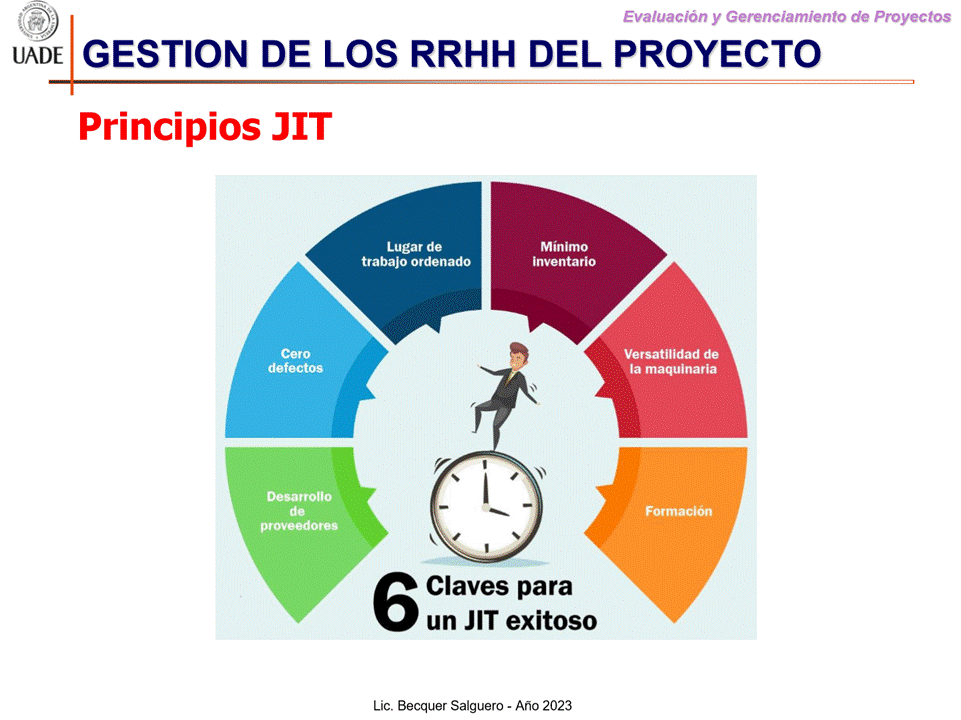 Evaluación y Gerenciamiento de Proyectos
UADE
GESTION DE LOS RRHH DEL PROYECTO
Principios JIT
Lugar de
trabajo ordenado
Mínimo
inventario
Cero
defectos
Versatilidad de
la maquinaria
Desarrollo
de
proveedores
Formación
6 Claves para
un JIT exitoso
Lic. Becquer Salguero - Año 2023